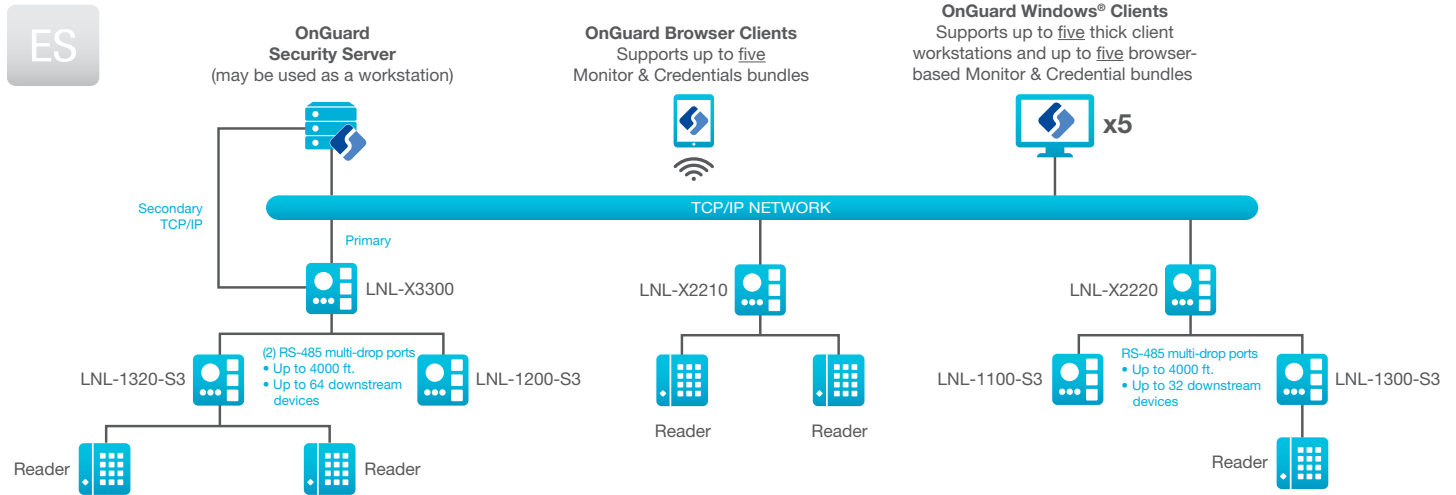 ES
OnGuard
Security Server
(may be used as a workstation)
OnGuard Browser Clients
Supports up to five
Monitor & Credentials bundles
OnGuard Windows® Clients
Supports up to five thick client
workstations and up to five browser-
based Monitor & Credential bundles
x5
Secondary
TCP/IP
TCP/IP NETWORK
Primary
LNL-X3300
LNL-X2210
LNL-X2220
LNL-1320-S3
(2) RS-485 multi-drop ports
• Up to 4000 ft.
• Up to 64 downstream
devices
LNL-1200-S3
Reader
Reader
Reader
Reader
LNL-1100-S3
RS-485 multi-drop ports
• Up to 4000 ft.
• Up to 32 downstream
devices
LNL-1300-S3
Reader